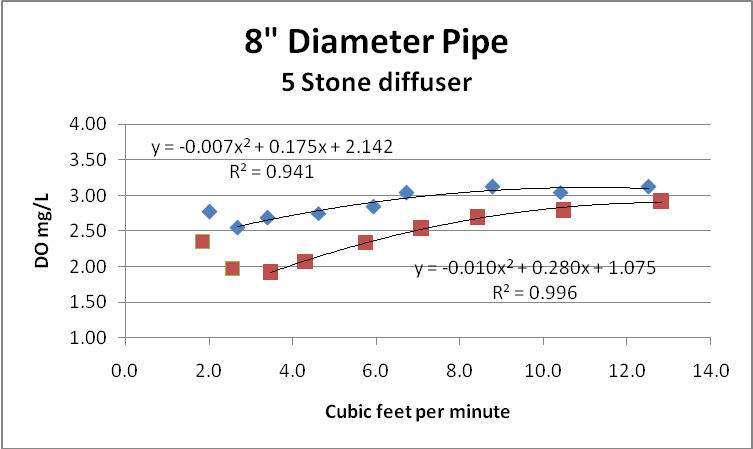 8" Diameter Pipe
5 Stone diffuser
4.00
3.50
3.00
2.50
2.00
1.50
1.00
DO mg/L
y = -0.007x² + 0.175x + 2.142
R² = 0.941
y = -0.010x² + 0.280x + 1.075
R² = 0.996
0.0 2.0 4.0 6.0 8.0 10.0 12.0 14.0
Cubic feet per minute